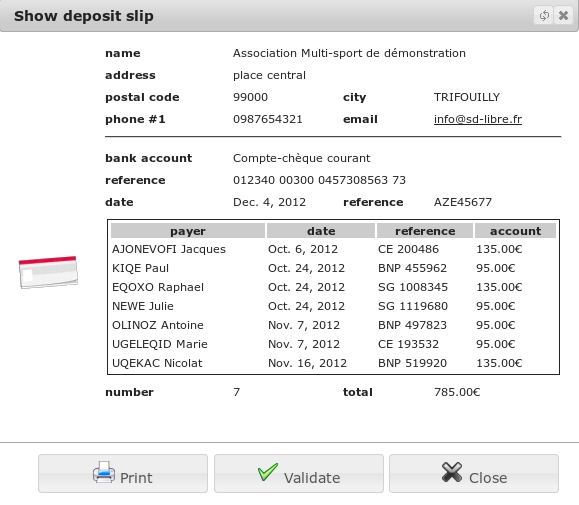 Show deposit slip
name Association Multi-sport de démonstration
address place central
postal code 99000 city TRIFOUILLY
phone #1 0987654321 email info@sd-libre.fr
bank account Compte-chèque courant
reference 012340 00300 0457308563 73
date Dec. 4, 2012 reference AZE45677
payer date reference account
AJONEVOFI Jacques Oct. 6, 2012 CE 200486 135.00€
KIQE Paul Oct. 24, 2012 BNP 455962 95.00€
EQOXO Raphael Oct. 24, 2012 SG 1008345 135.00€
NEWE Julie Oct. 24, 2012 SG 1119680 95.00€
OLINOZ Antoine Nov. 7, 2012 BNP 497823 95.00€
UGELEQID Marie Nov. 7, 2012 CE 193532 95.00€
UQEKAC Nicolat Nov. 16, 2012 BNP 519920 135.00€
number 7 total 785.00€
Print Validate Close